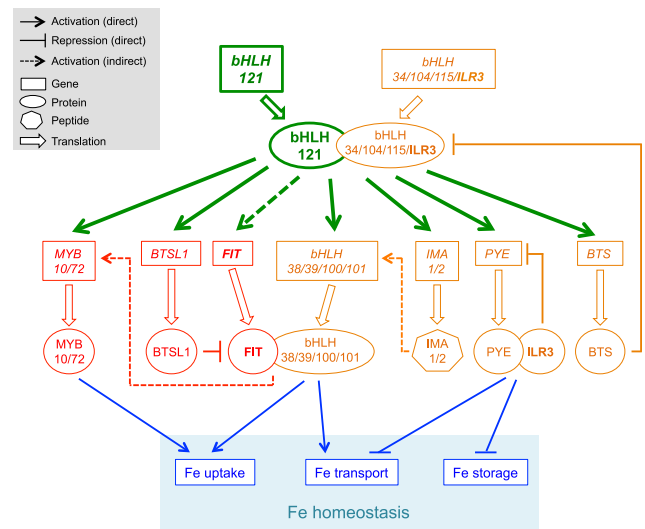 Activation (direct)
Repression (direct)
Activation (indirect)
Gene
Protein
Peptide
Translation
bHLH
121
bHLH
34/104/115/ILR3
bHLH
121
bHLH
34/104/115/ILR3
MYB
10/72
BTSL1
FIT
bHLH
38/39/100/101
IMA
1/2
PYE
BTS
MYB
10/72
BTSL1
FIT
bHLH
38/39/100/101
IMA
1/2
PYE
ILR3
BTS
Fe uptake
Fe transport
Fe storage
Fe homeostasis